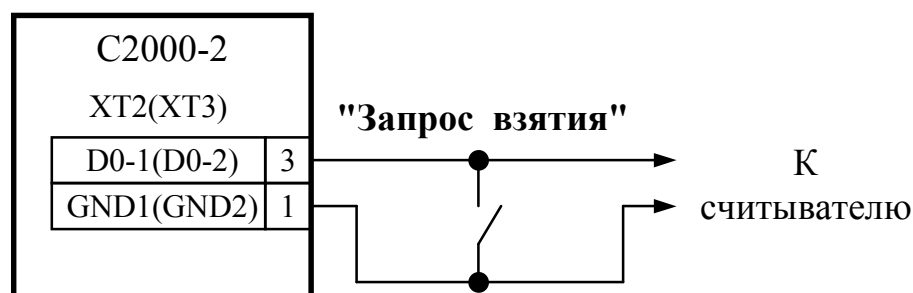 С2000-2
XT2(XT3)
"Запрос взятия"
D0-1(D0-2) 3
GND1(GND2) 1
К
считывателю